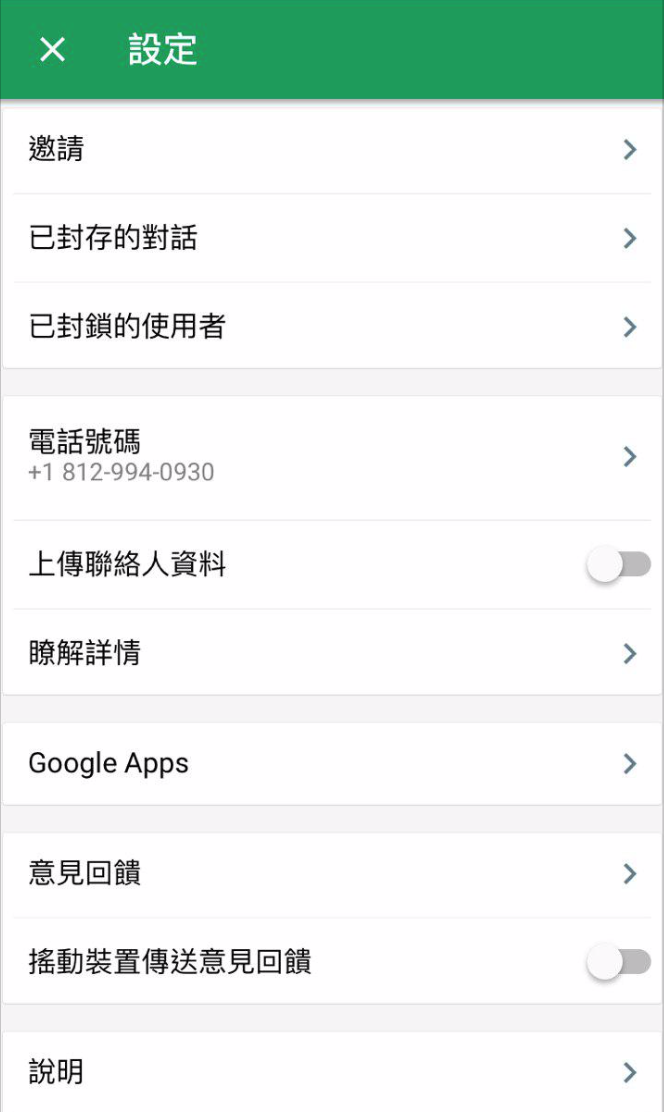 設定
邀請
已封存的對話
已封鎖的使用者
電話號碼
+1 812-994-0930
上傳聯絡人資料
瞭解詳情
Google Apps
意見回饋
搖動裝置傳送意見回饋
說明